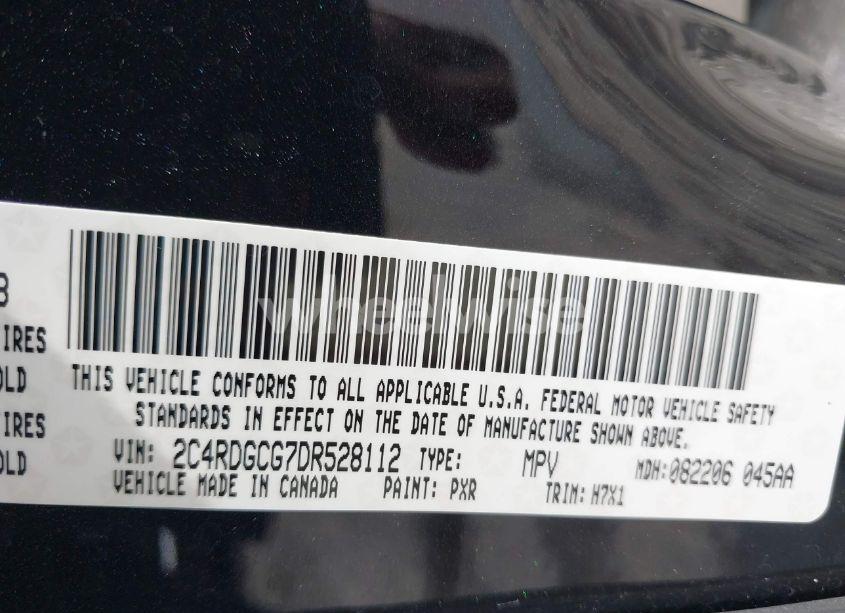 8
IRES
OLD
IRES
OLD
wheelwise
THIS VEHICLE CONFORMS TO ALL APPLICABLE U.S.A. FEDERAL MOTOR VEHICLE SAFETY
STANDARDS IN EFFECT ON THE DATE OF MANUFACTURE SHOWN ABOVE.
VIN: 2C4RDGCG7DR528112 TYPE: MPV MDH:082206 045AA
VEHICLE MADE IN CANADA PAINT: PXR TRIM: H7X1